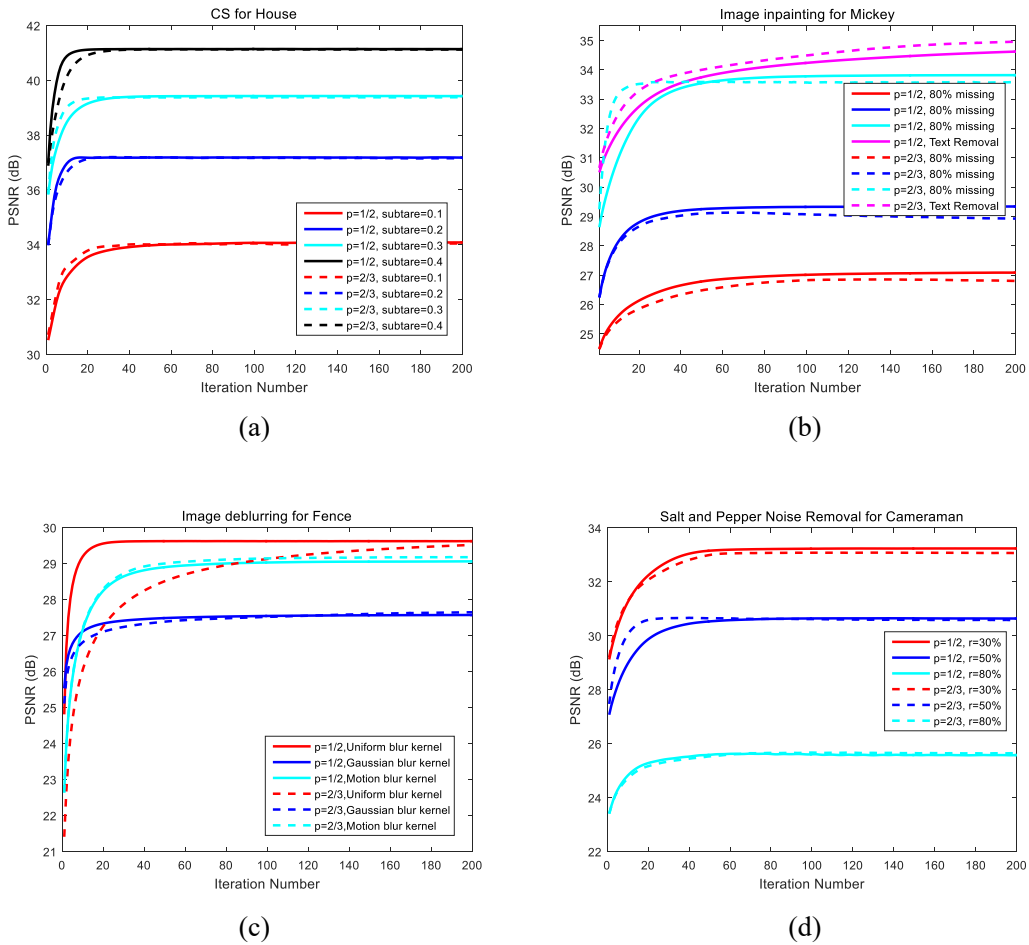 CS for House
42
40
38
36
34
32
30
PSNR (dB)
p=1/2, subtare=0.1
p=1/2, subtare=0.2
p=1/2, subtare=0.3
p=1/2, subtare=0.4
p=2/3, subtare=0.1
p=2/3, subtare=0.2
p=2/3, subtare=0.3
p=2/3, subtare=0.4
0 20 40 60 80 100 120 140 160 180 200
Iteration Number
(a)
Image inpainting for Mickey
35
34
33
32
31
30
29
28
27
26
25
PSNR (dB)
p=1/2, 80% missing
p=1/2, 80% missing
p=1/2, 80% missing
p=1/2, Text Removal
p=2/3, 80% missing
p=2/3, 80% missing
p=2/3, 80% missing
p=2/3, Text Removal
20 40 60 80 100 120 140 160 180 200
Iteration Number
(b)
Image deblurring for Fence
30
29
28
27
26
25
24
23
22
21
PSNR (dB)
p=1/2,Uniform blur kernel
p=1/2,Gaussian blur kernel
p=1/2,Motion blur kernel
p=2/3,Uniform blur kernel
p=2/3,Gaussian blur kernel
p=2/3,Motion blur kernel
0 20 40 60 80 100 120 140 160 180 200
Iteration Number
(c)
Salt and Pepper Noise Removal for Cameraman
34
32
30
28
26
24
22
PSNR (dB)
p=1/2, r=30%
p=1/2, r=50%
p=1/2, r=80%
p=2/3, r=30%
p=2/3, r=50%
p=2/3, r=80%
0 20 40 60 80 100 120 140 160 180 200
Iteration Number
(d)